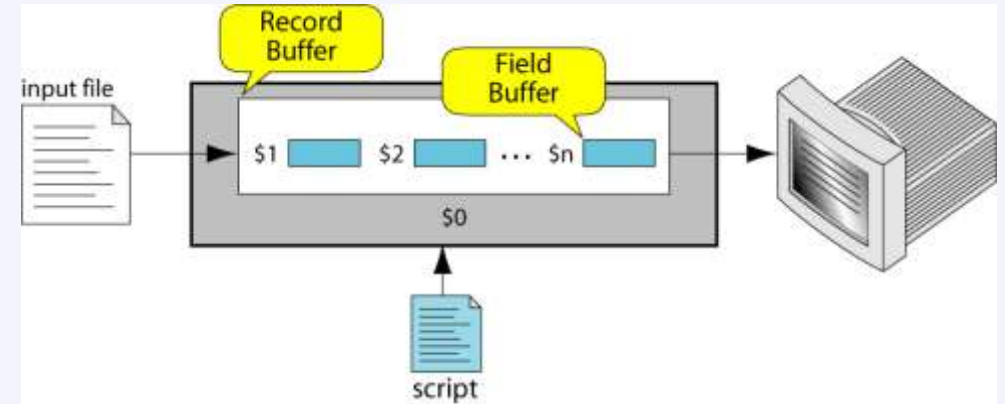 Record
Buffer
Field
Buffer
input file
$1 $2 ... $n
$0
script